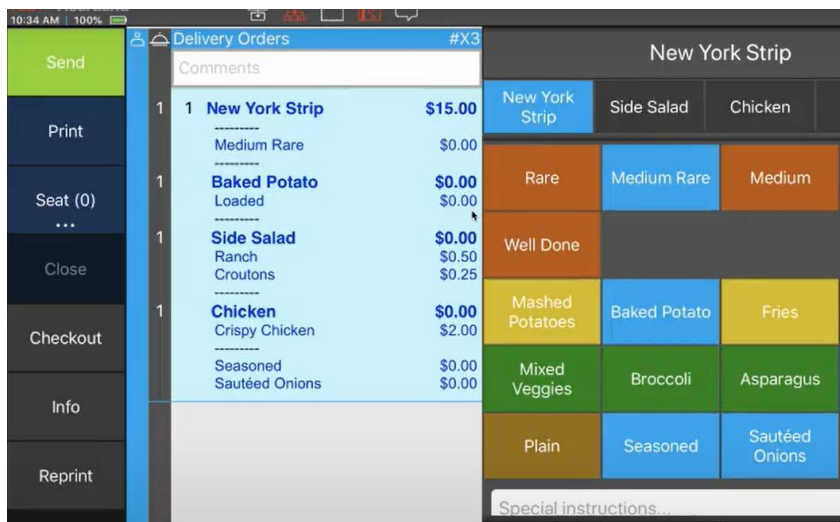 10:34 AM | 100%
Send
Print
Seat (0)
...
Close
Checkout
Info
Reprint
Delivery Orders #X3
Comments
1 1 New York Strip $15.00
---------
Medium Rare $0.00
---------
1 Baked Potato $0.00
Loaded $0.00
---------
1 Side Salad $0.00
Ranch $0.50
Croutons $0.25
---------
1 Chicken $0.00
Crispy Chicken $2.00
---------
Seasoned $0.00
Sautéed Onions $0.00
New York Strip
New York
Strip
Side Salad
Chicken
Rare
Medium Rare
Medium
Well Done
Mashed
Potatoes
Baked Potato
Fries
Mixed
Veggies
Broccoli
Asparagus
Plain
Seasoned
Sautéed
Onions
Special instructions...